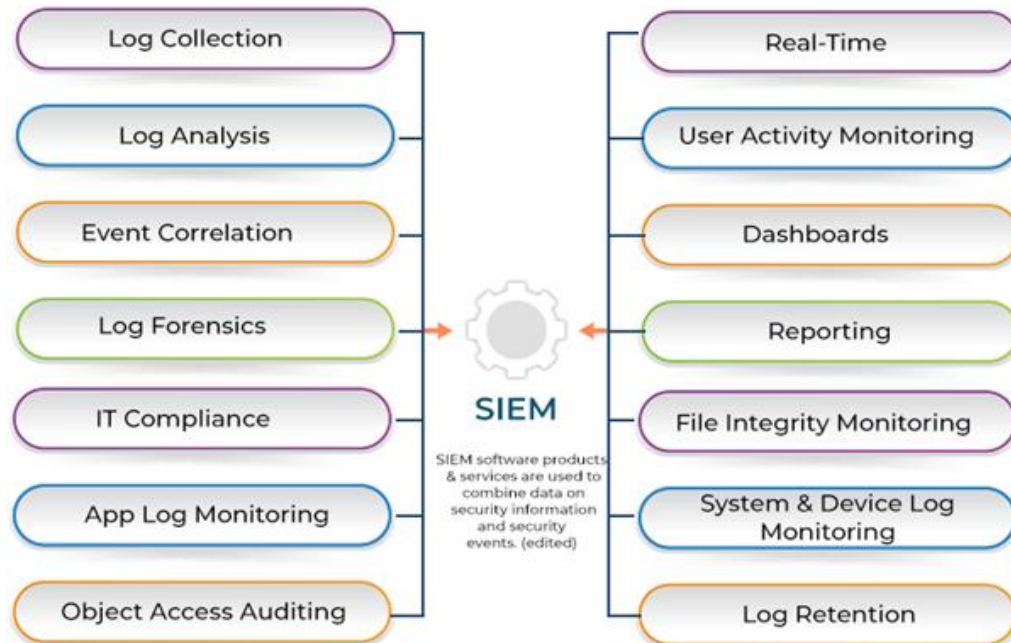 Log Collection
Log Analysis
Event Correlation
Log Forensics
IT Compliance
App Log Monitoring
Object Access Auditing
SIEM
SIEM software products
& services are used to
combine data on
security information
and security
events. (edited)
Real-Time
User Activity Monitoring
Dashboards
Reporting
File Integrity Monitoring
System & Device Log
Monitoring
Log Retention